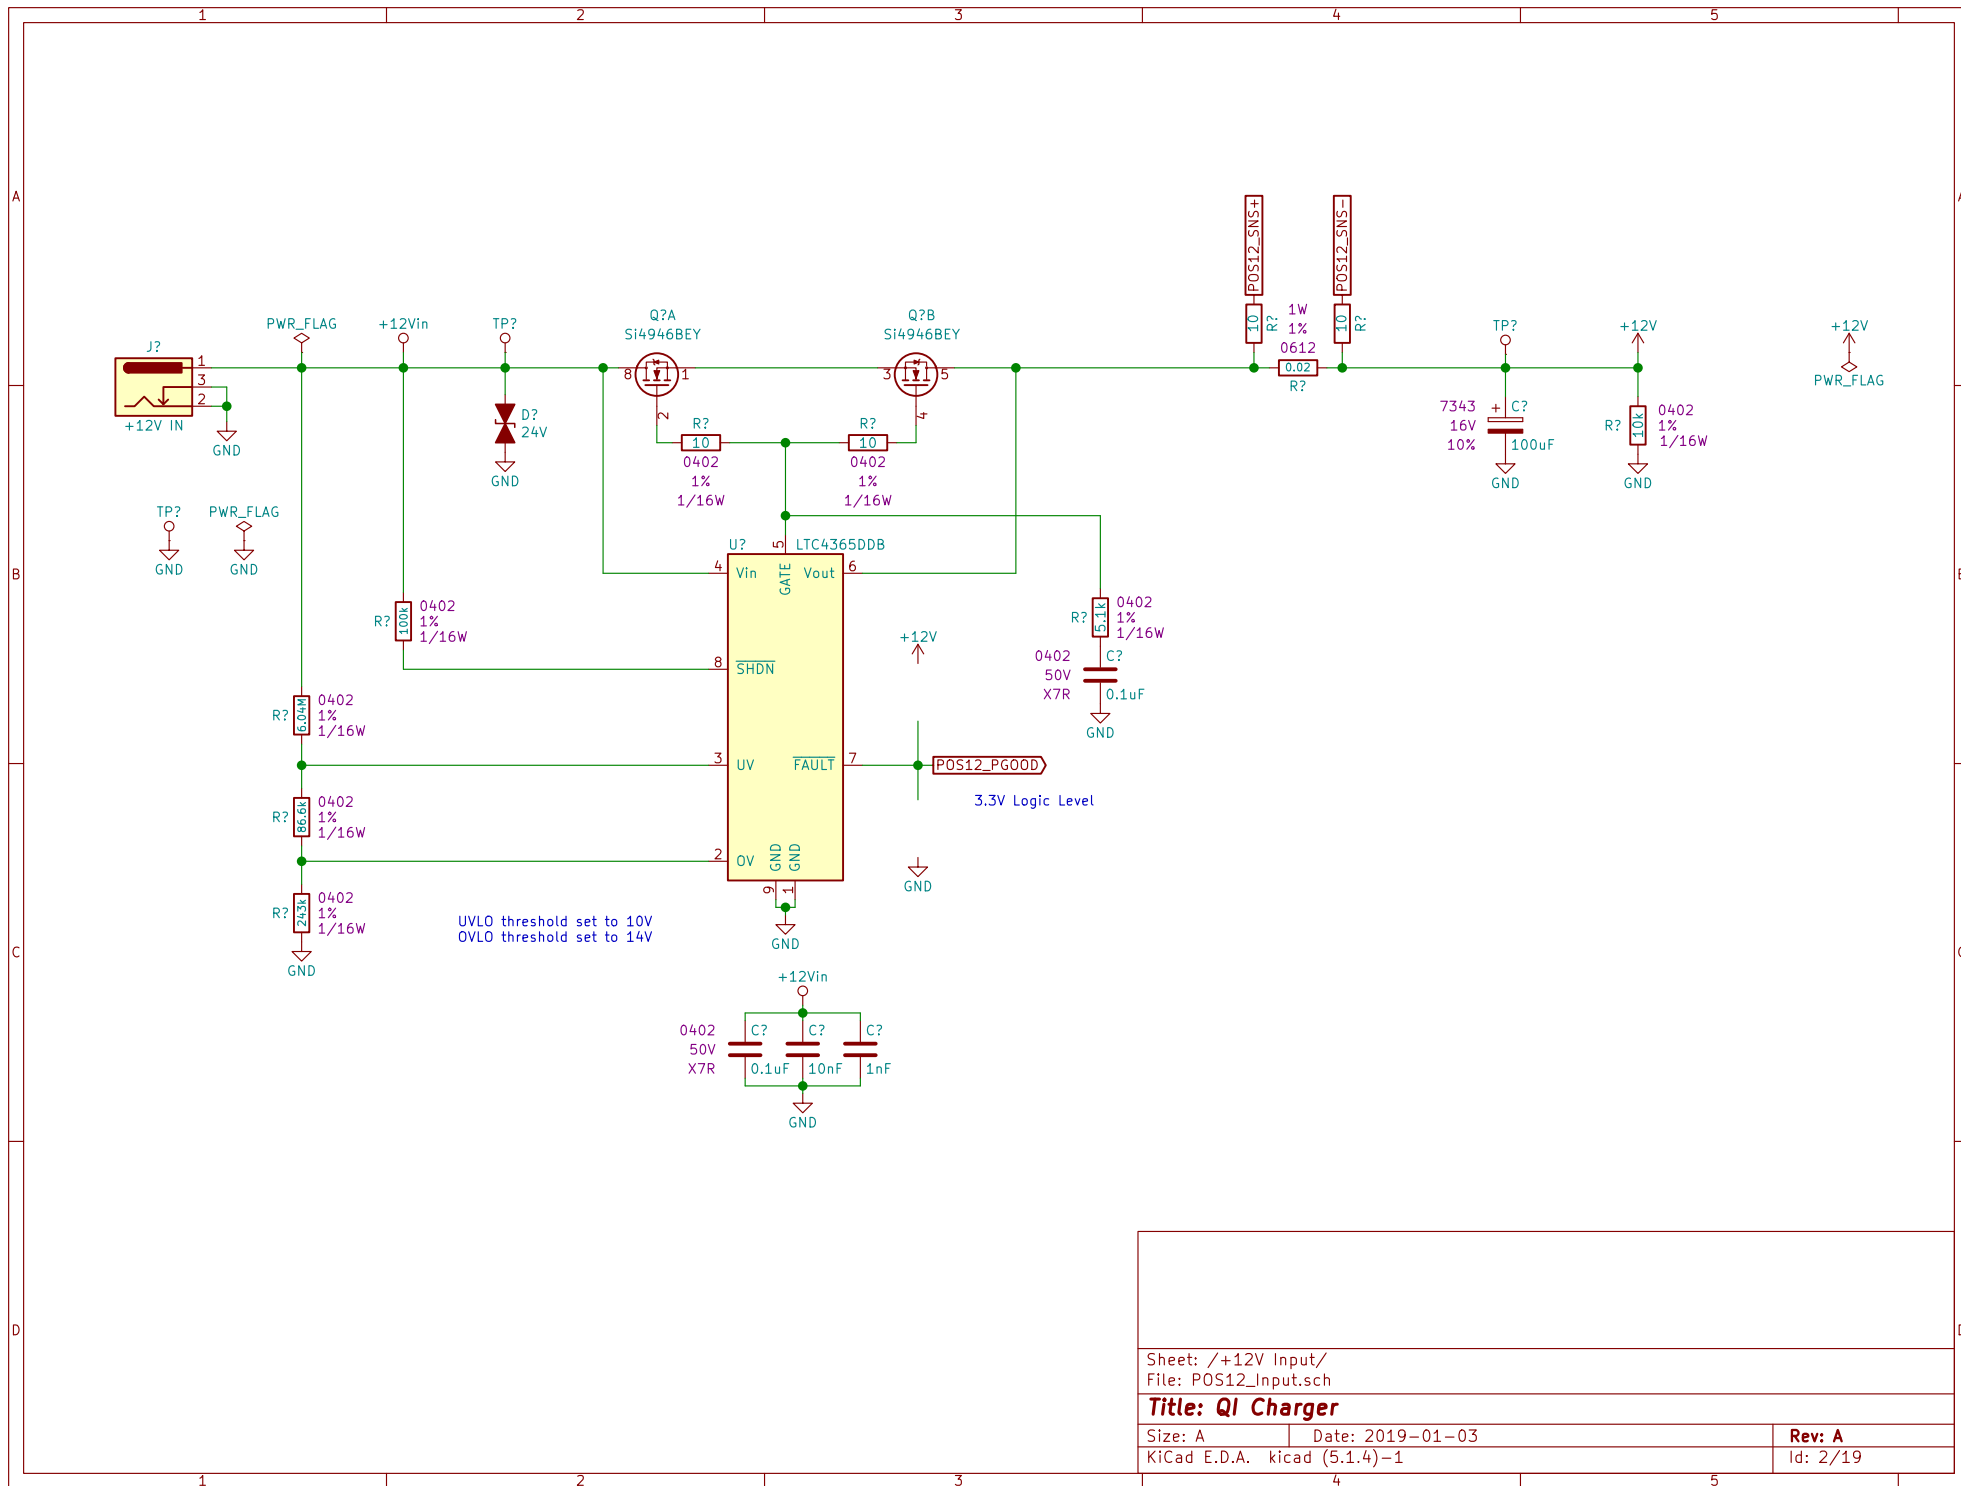 1 2 3 4 5
A
B
C
D
POS12_SNS+
POS12_SNS-
10
R?
10
R?
1W
1%
0612
0.02
R?
PWR_FLAG
+12Vin
TP?
Q?A
Si4946BEY
8
1
2
Q?B
Si4946BEY
3
5
4
TP?
+12V
+12V
PWR_FLAG
J?
1
3
2
+12V IN
GND
D?
24V
GND
R?
10
0402
1%
1/16W
R?
10
0402
1%
1/16W
7343
16V
10%
+
C?
100uF
GND
R?
10k
0402
1%
1/16W
GND
TP?
GND
PWR_FLAG
GND
U?
LTC4365DDB
5
GATE
4
Vin
Vout
6
8
SHDN
3
UV
FAULT
7
2
OV
GND
GND
9
1
GND
R?
100k
0402
1%
1/16W
R?
5.1k
0402
1%
1/16W
0402
50V
X7R
C?
0.1uF
GND
+12V
POS12_PGOOD
3.3V Logic Level
GND
R?
6.04M
0402
1%
1/16W
R?
86.6k
0402
1%
1/16W
R?
243k
0402
1%
1/16W
GND
UVLO threshold set to 10V
OVLO threshold set to 14V
+12Vin
0402
50V
X7R
C?
0.1uF
C?
10nF
C?
1nF
GND
Sheet: /+12V Input/
File: POS12_Input.sch
Title: QI Charger
Size: A
Date: 2019-01-03
Rev: A
KiCad E.D.A. kicad (5.1.4)-1
Id: 2/19
1 2 3 4 5